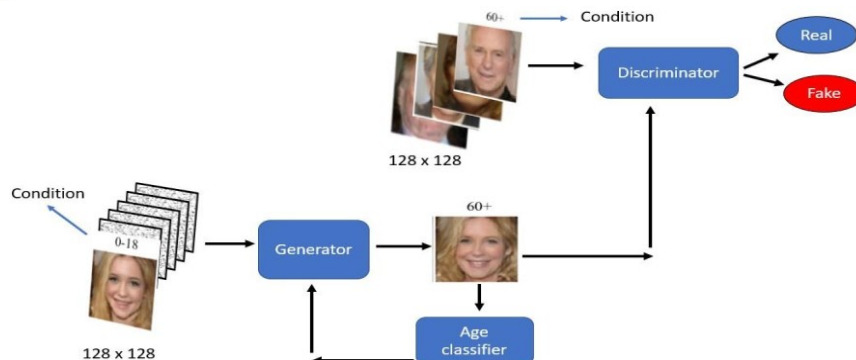 60+
Condition
Real
Discriminator
Fake
128 x 128
Condition
60+
0-18
Generator
Age
classifier
128 x 128